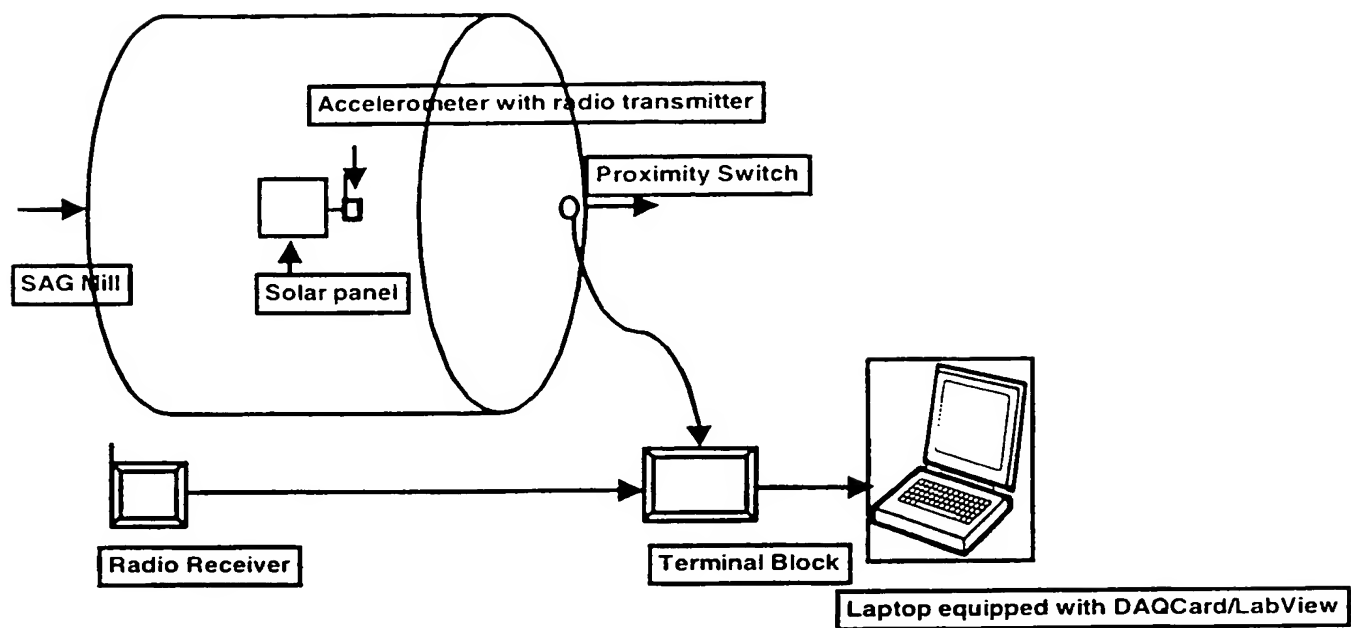 Accelerometer with radio transmitter
Proximity Switch
SAG Mill
Solar panel
Radio Receiver
Terminal Block
Laptop equipped with DAQCard/LabView